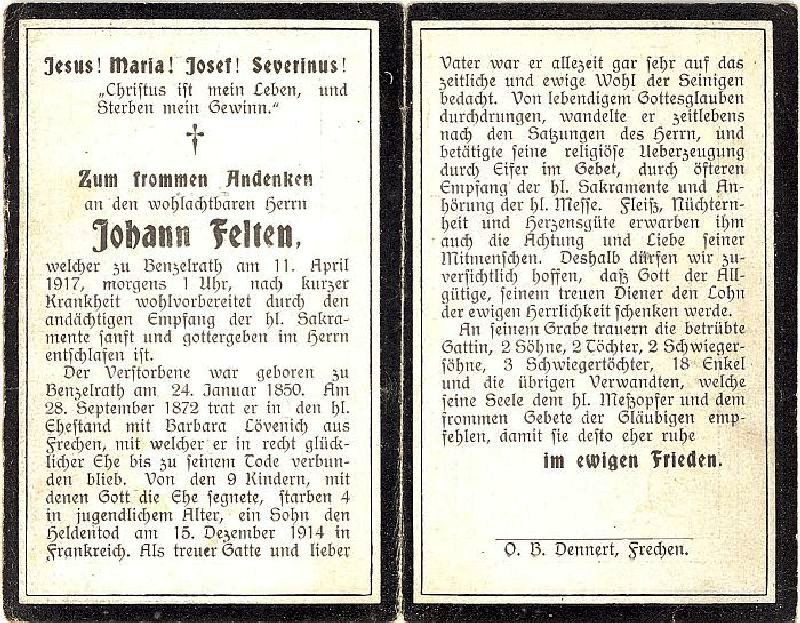 Jesus! Maria! Josef! Severinus!
„Christus ist mein Leben, und
Sterben mein Gewinn.“
Zum frommen Andenken
an den wohlachtbaren Herrn
Johann Felten,
welcher zu Benzelrath am 11. April
1917, morgens 1 Uhr, nach kurzer
Krankheit wohlvorbereitet durch den
andächtigen Empfang der hl. Sakra-
mente sanft und gottergeben im Herrn
entschlafen ist.
Der Verstorbene war geboren zu
Benzelrath am 24. Januar 1850. Am
28. September 1872 trat er in den hl.
Ehestand mit Barbara Lövenich aus
Frechen, mit welcher er in recht glück-
licher Ehe bis zu seinem Tode verbun-
den blieb. Von den 9 Kindern, mit
denen Gott die Ehe segnete, starben 4
in jugendlichem Alter, ein Sohn den
Heldentod am 15. Dezember 1914 in
Frankreich. Als treuer Gatte und lieber
Vater war er allezeit gar sehr auf das
zeitliche und ewige Wohl der Seinigen
bedacht. Von lebendigem Gottesglauben
durchdrungen, wandelte er zeitlebens
nach den Satzungen des Herrn, und
betätigte seine religiöse Ueberzeugung
durch Eifer im Gebet, durch öfteren
Empfang der hl. Sakramente und An-
hörung der hl. Messe. Fleiß, Nüchtern-
heit und Herzensgüte erwarben ihm
auch die Achtung und Liebe seiner
Mitmenschen. Deshalb dürfen wir zu-
versichtlich hoffen, daß Gott der All-
gütige, seinem treuen Diener den Lohn
der ewigen Herrlichkeit schenken werde.
An seinem Grabe trauern die betrübte
Gattin, 2 Söhne, 2 Töchter, 2 Schwieger-
söhne, 3 Schwiegertöchter, 18 Enkel
und die übrigen Verwandten, welche
seine Seele dem hl. Meßopfer und dem
frommen Gebete der Gläubigen emp-
fehlen, damit sie desto eher ruhe
im ewigen Frieden.
O. B. Dennert, Frechen.